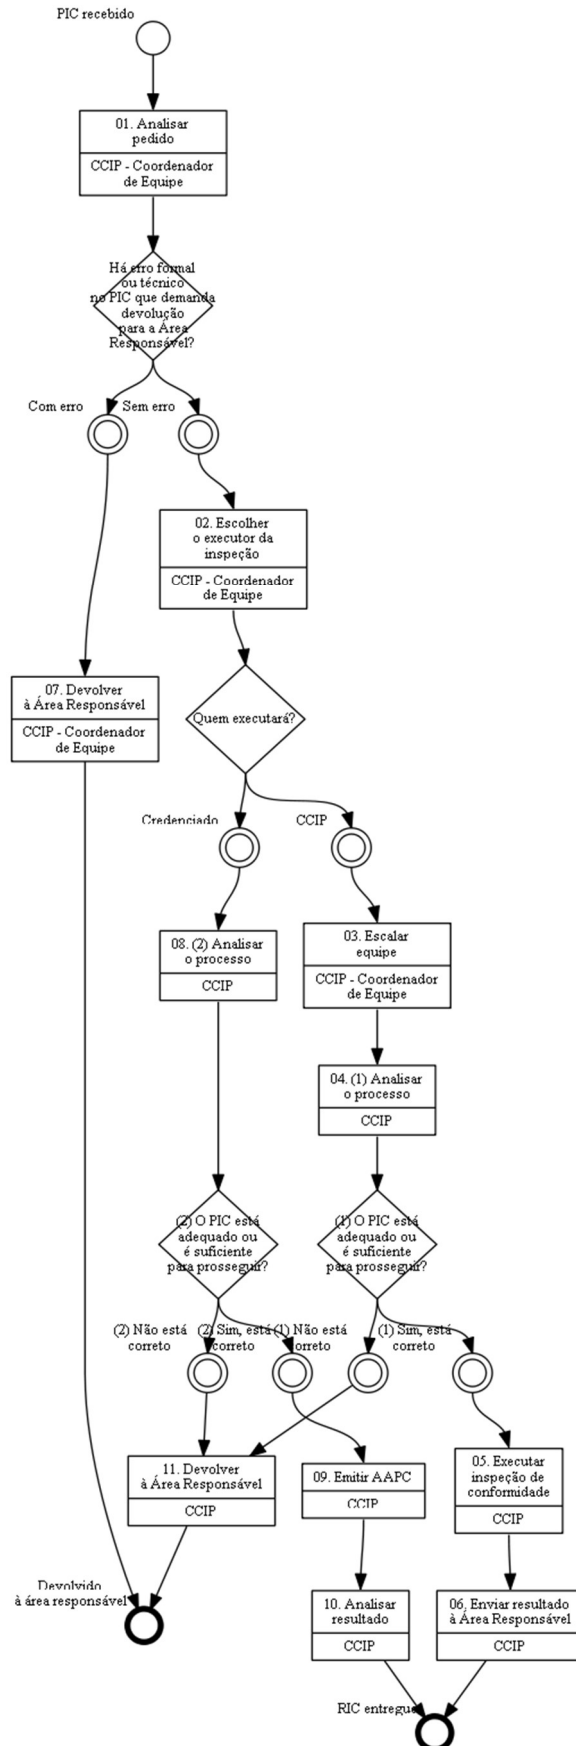 PIC recebido
01. Analisar
pedido
CCIP - Coordenador
de Equipe
Há erro formal
ou técnico
no PIC que demanda
devolução
para a Área
Responsável?
Com erro
Sem erro
02. Escolher
o executor da
inspeção
CCIP - Coordenador
de Equipe
07. Devolver
à Área Responsável
CCIP - Coordenador
de Equipe
Quem executará?
Credenciado
CCIP
08. (2) Analisar
o processo
CCIP
03. Escalar
equipe
CCIP - Coordenador
de Equipe
04. (1) Analisar
o processo
CCIP
(2) O PIC está
adequado ou
é suficiente
para prosseguir?
(1) O PIC está
adequado ou
é suficiente
para prosseguir?
(2) Não está
correto
(2) Sim, está
correto
(1) Não está
correto
(1) Sim, está
correto
11. Devolver
à Área Responsável
CCIP
09. Emitir AAPC
CCIP
05. Executar
inspeção de
conformidade
CCIP
Devolvido
à área responsável
10. Analisar
resultado
CCIP
06. Enviar resultado
à Área Responsável
CCIP
RIC entregue